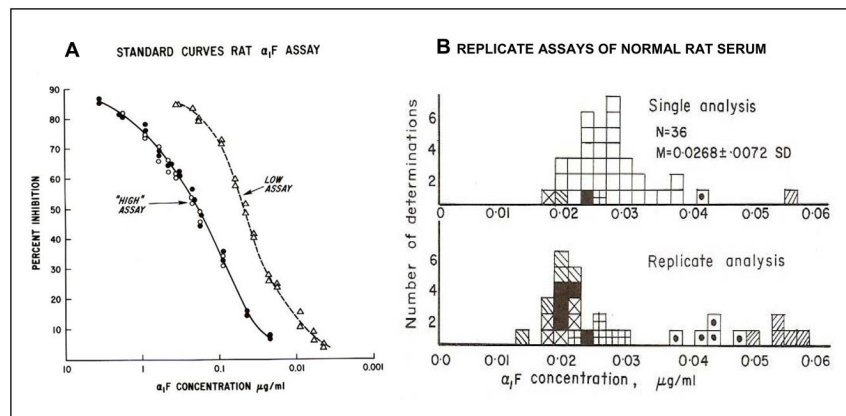 A
STANDARD CURVES RAT α₁F ASSAY
90
80
70
60
50
40
30
20
10
PERCENT INHIBITION
"HIGH"
ASSAY
LOW
ASSAY
10
1
0.1
0.01
0.001
α₁F CONCENTRATION μg/ml
B REPLICATE ASSAYS OF NORMAL RAT SERUM
Number of determinations
6
4
2
Single analysis
N=36
M=0·0268±·0072 SD
0
0·01
0·02
0·03
0·04
0·05
0·06
6
4
2
Replicate analysis
0·0
0·01
0·02
0·03
0·04
0·05
0·06
α₁F concentration, μg/ml